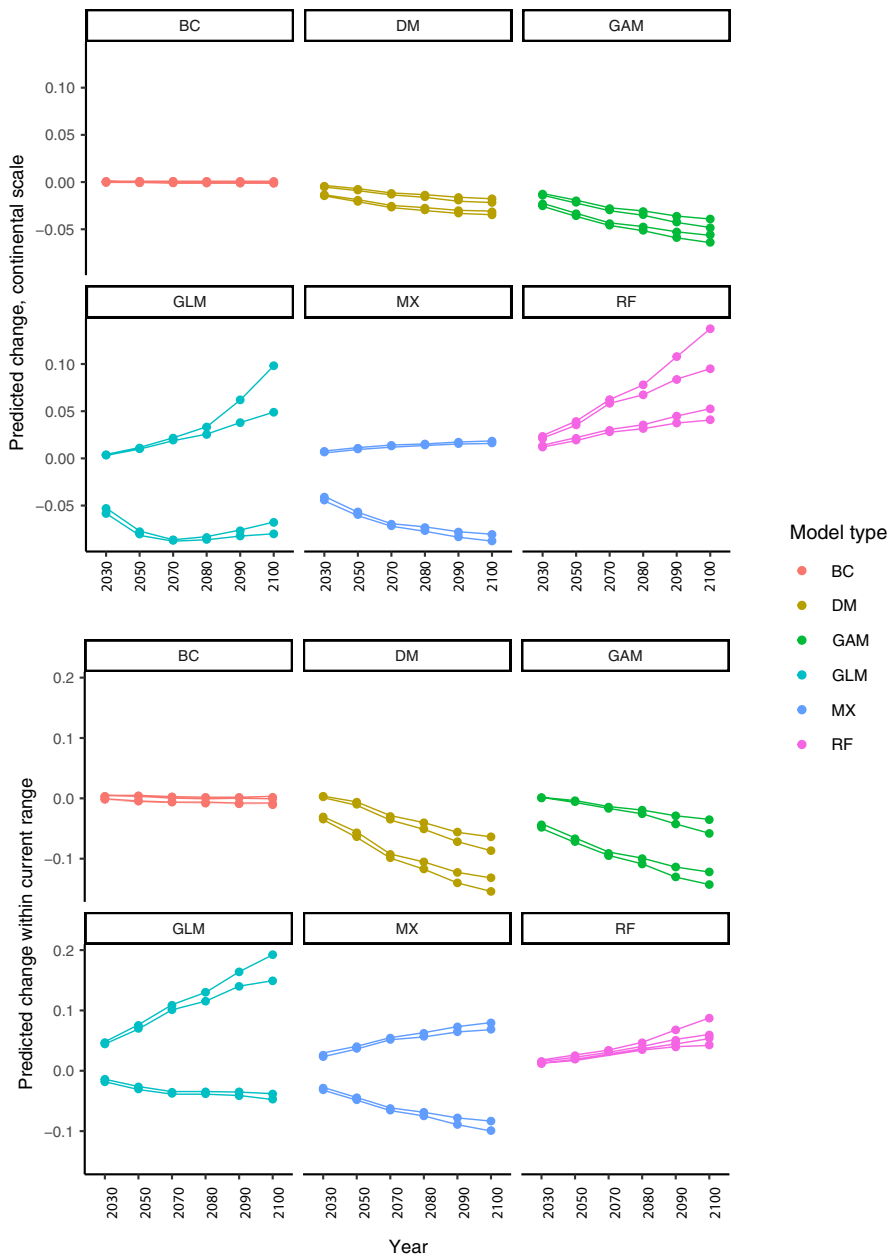 BC DM GAM
0.10
0.05
0.00
−0.05
Predicted change, continental scale
GLM MX RF
0.10
0.05
0.00
−0.05
2030 2050 2070 2080 2090 2100 2030 2050 2070 2080 2090 2100 2030 2050 2070 2080 2090 2100
Model type
BC
DM
GAM
GLM
MX
RF
BC DM GAM
0.2
0.1
0.0
−0.1
Predicted change within current range
GLM MX RF
0.2
0.1
0.0
−0.1
2030 2050 2070 2080 2090 2100 2030 2050 2070 2080 2090 2100 2030 2050 2070 2080 2090 2100
Year